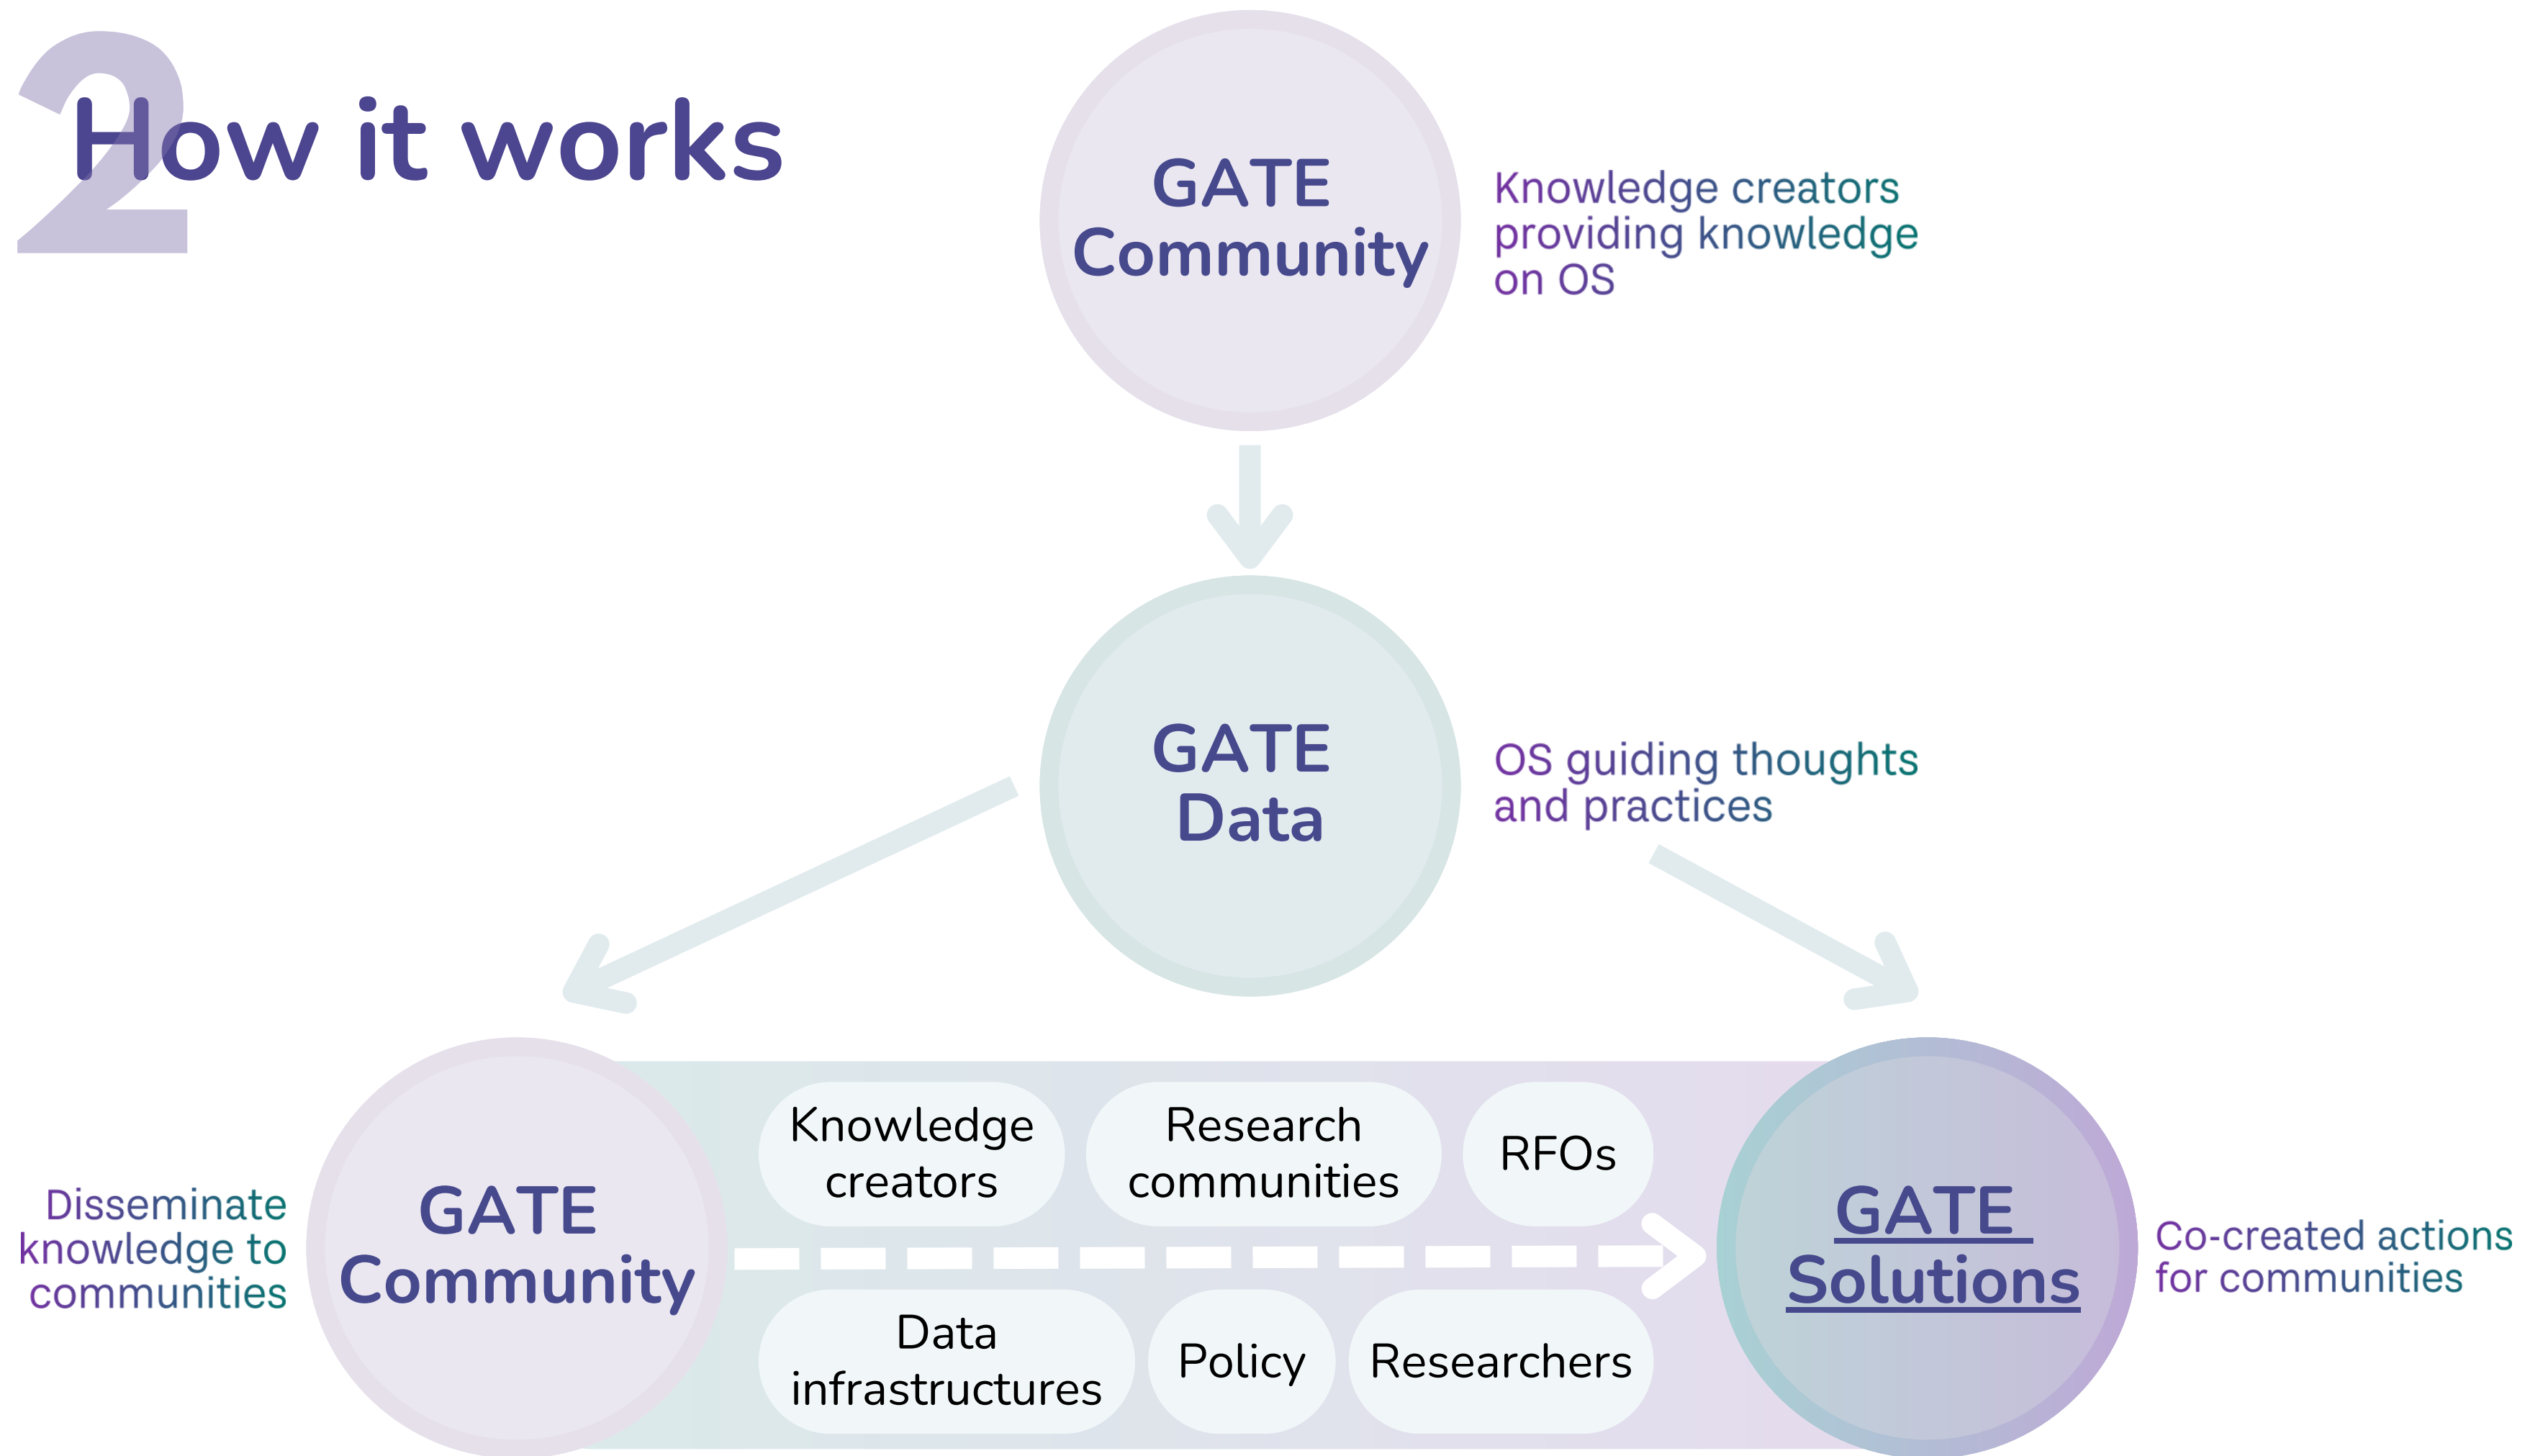 2
How it works
GATE
Community
Knowledge creators
providing knowledge
on OS
GATE
Data
OS guiding thoughts
and practices
Disseminate
knowledge to
communities
GATE
Community
Knowledge
creators
Research
communities
RFOs
Data
infrastructures
Policy
Researchers
GATE
Solutions
Co-created actions
for communities